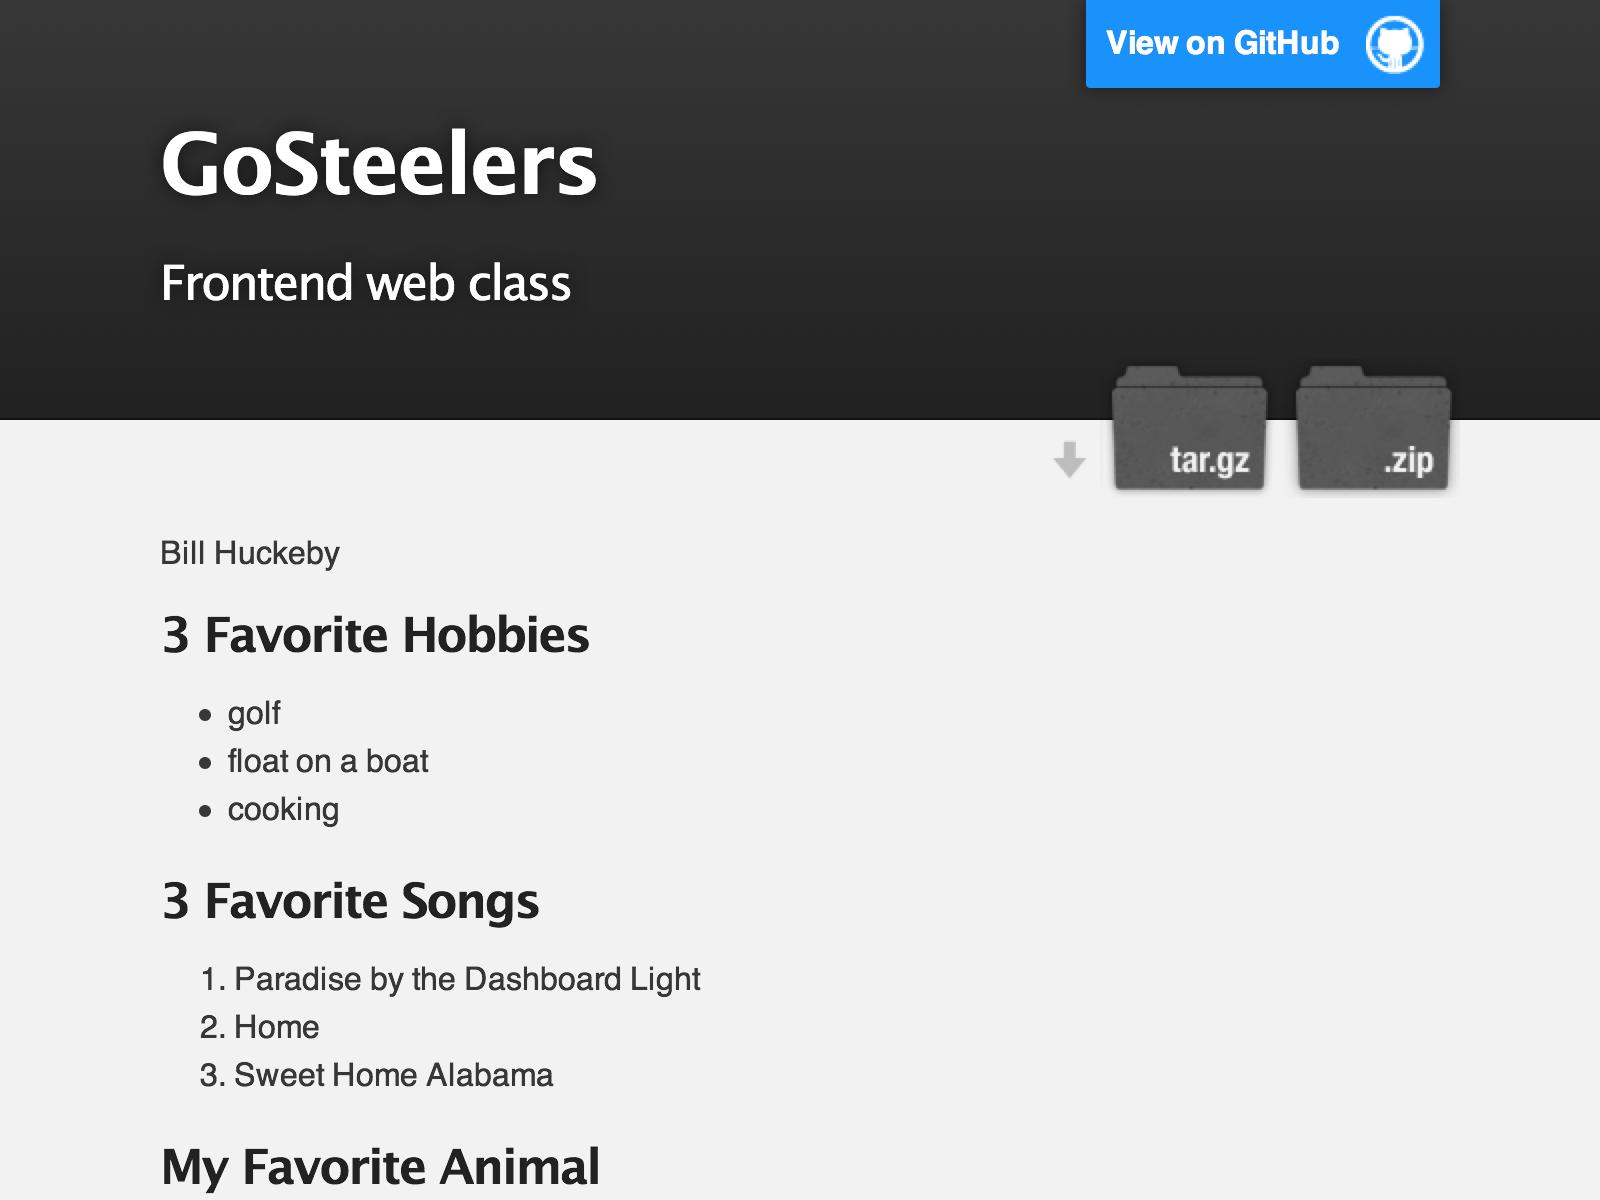 View on GitHub
GoSteelers
Frontend web class
tar.gz
.zip
Bill Huckeby
3 Favorite Hobbies
• golf
• float on a boat
• cooking
3 Favorite Songs
1. Paradise by the Dashboard Light
2. Home
3. Sweet Home Alabama
My Favorite Animal